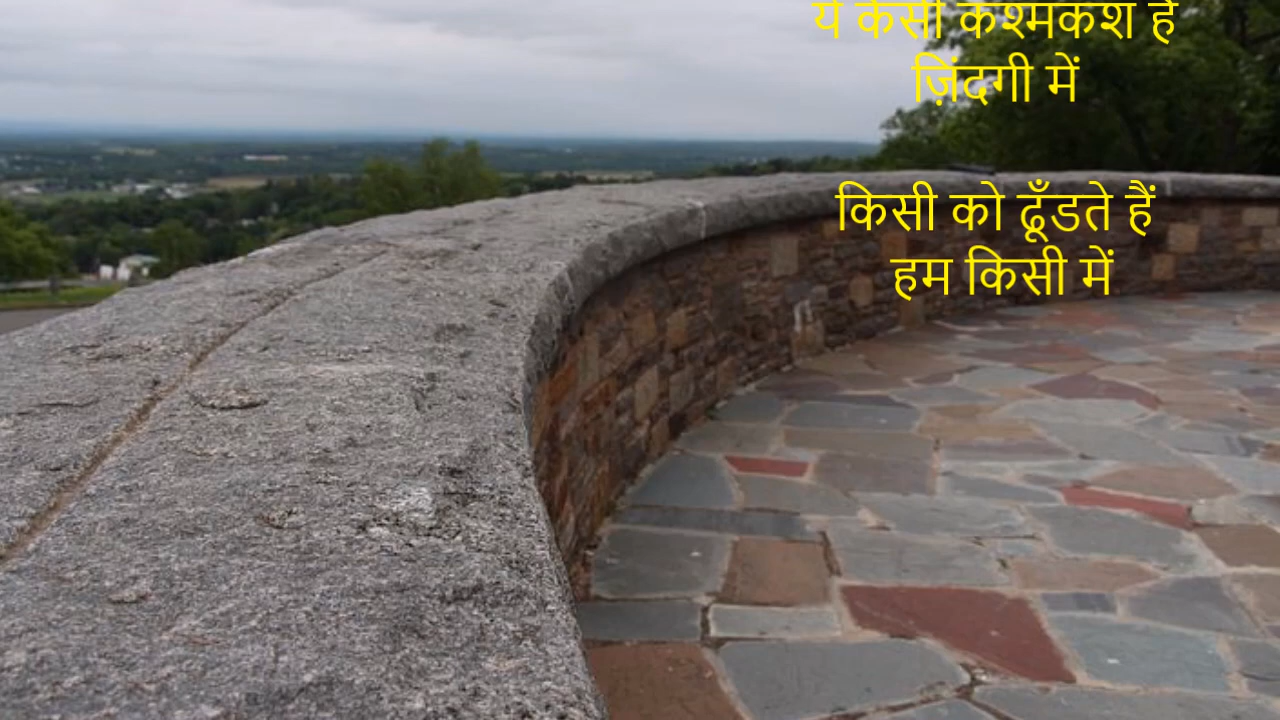 ये कैसी कश्मकश है
ज़िंदगी में
किसी को ढूँडते हैं
हम किसी में